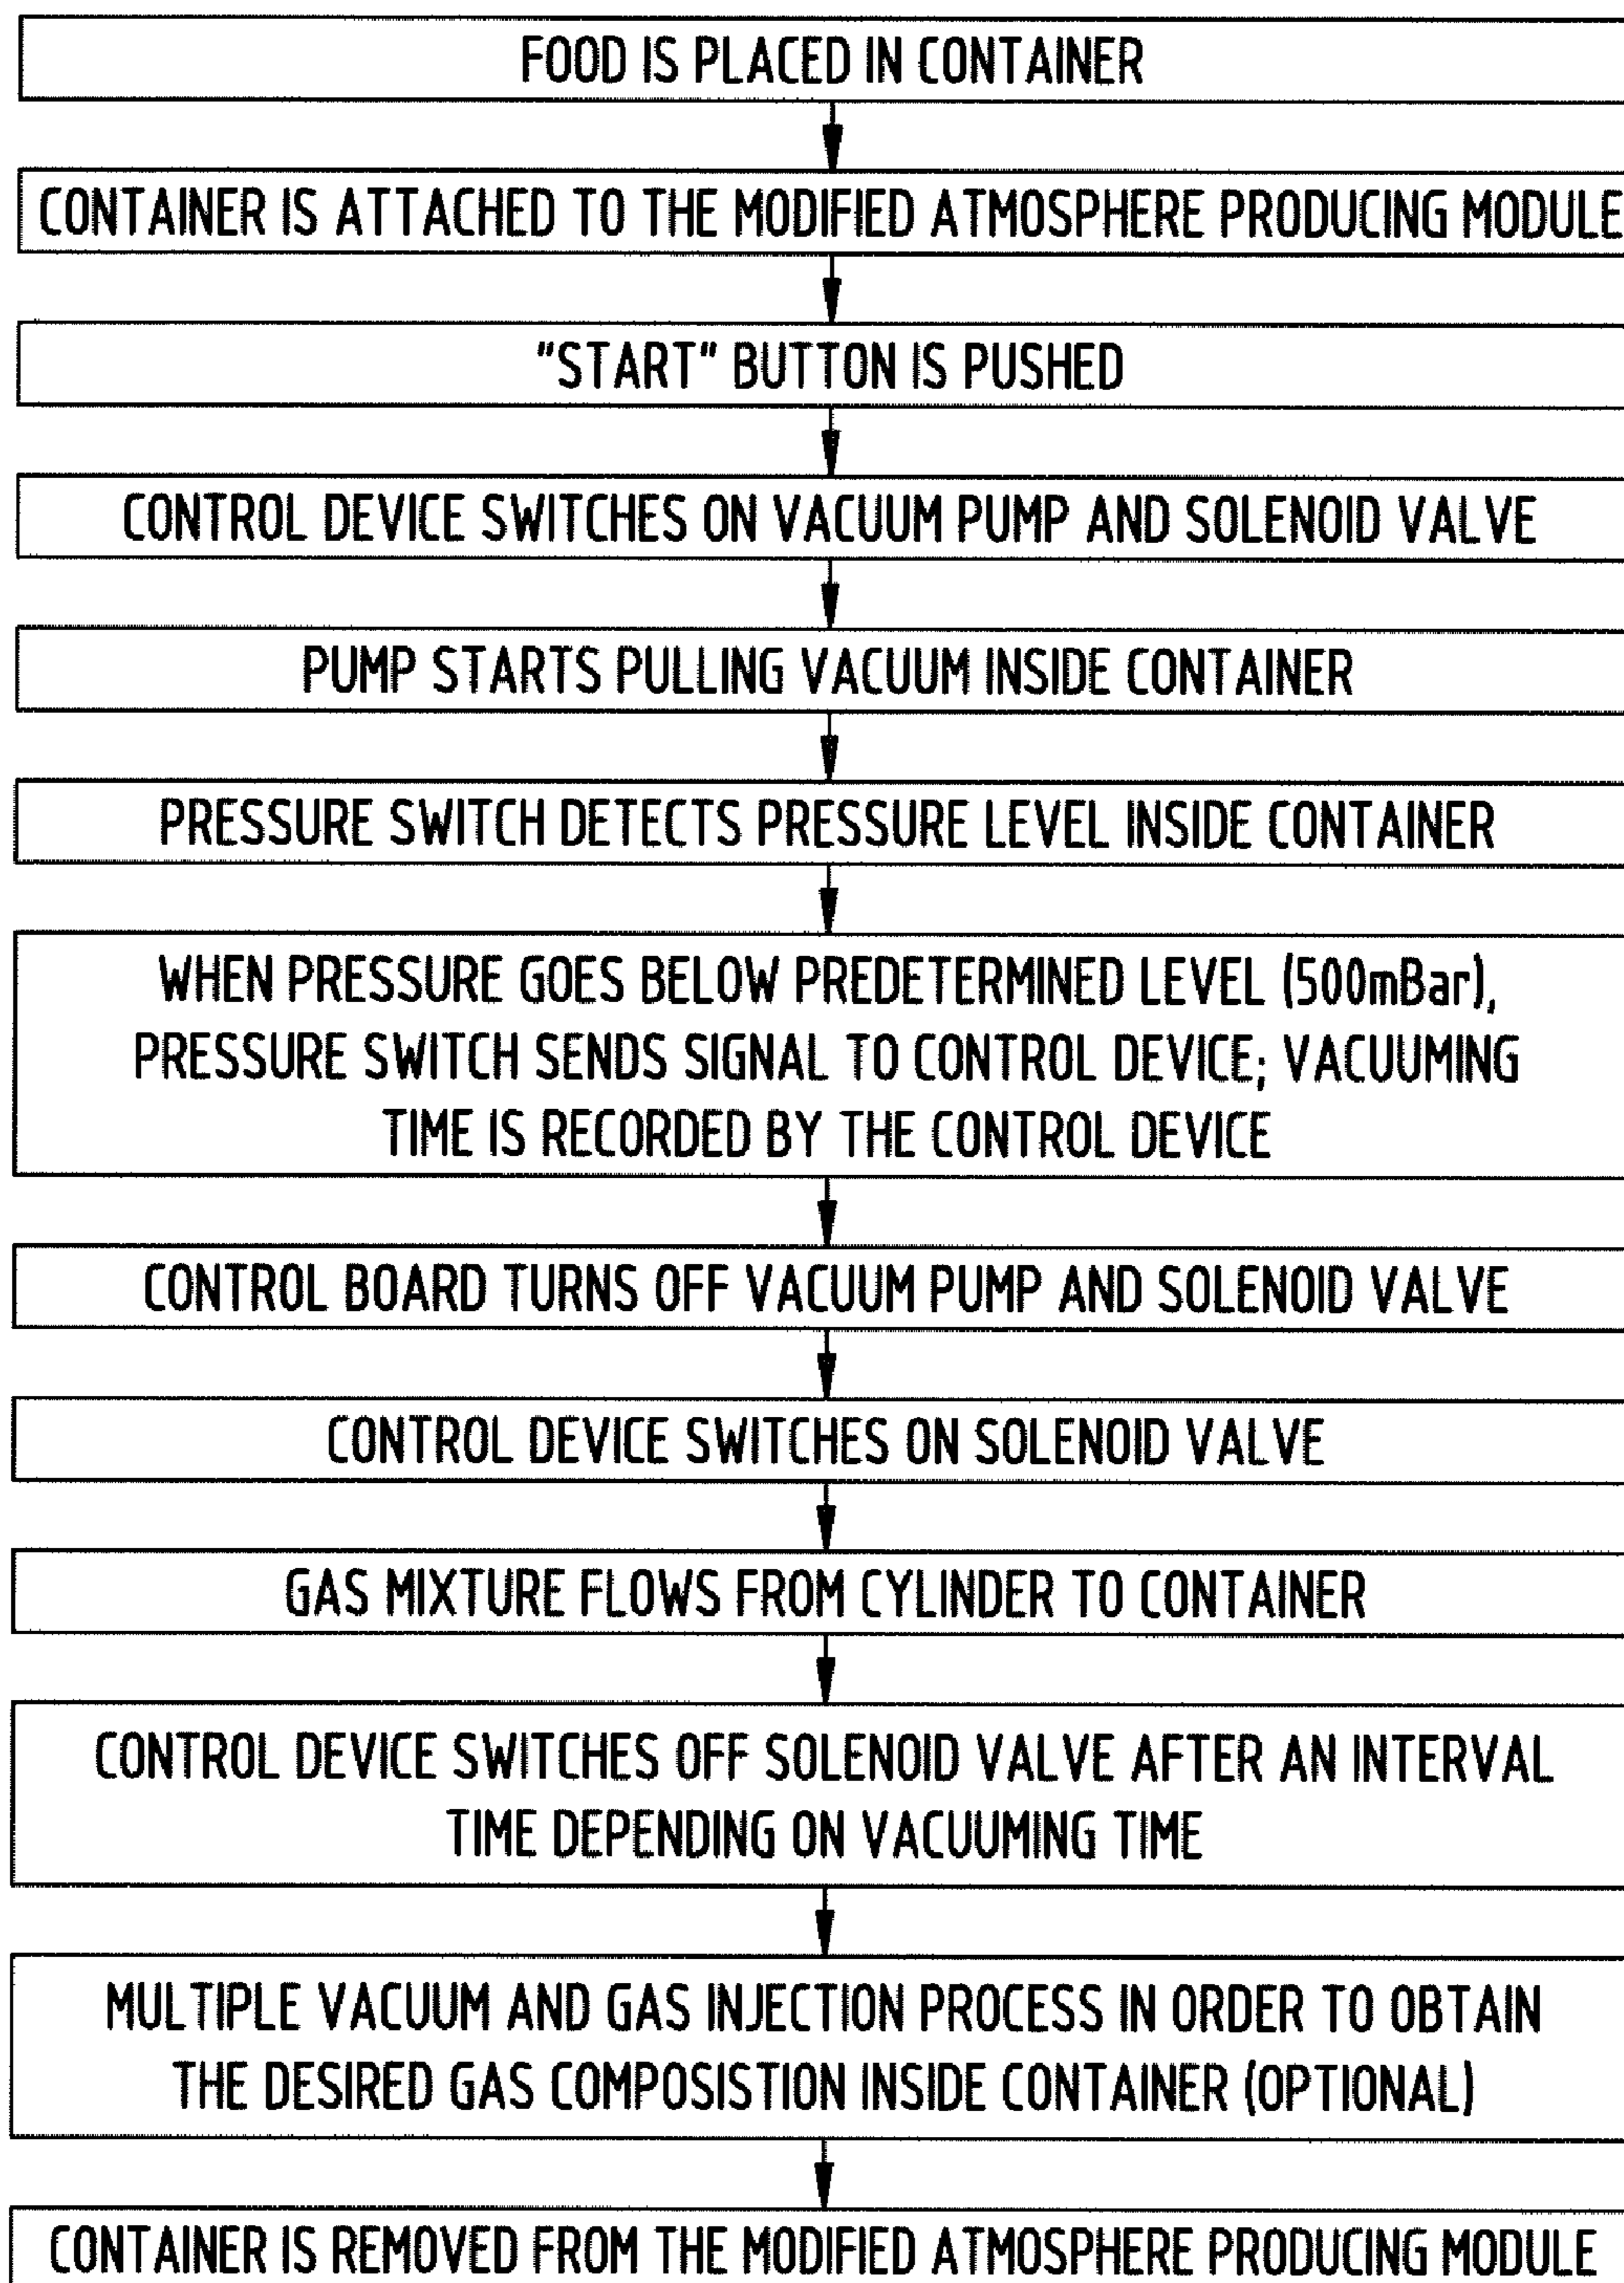 FOOD IS PLACED IN CONTAINER
CONTAINER IS ATTACHED TO THE MODIFIED ATMOSPHERE PRODUCING MODULE
"START" BUTTON IS PUSHED
CONTROL DEVICE SWITCHES ON VACUUM PUMP AND SOLENOID VALVE
PUMP STARTS PULLING VACUUM INSIDE CONTAINER
PRESSURE SWITCH DETECTS PRESSURE LEVEL INSIDE CONTAINER
WHEN PRESSURE GOES BELOW PREDETERMINED LEVEL (500mBar),
PRESSURE SWITCH SENDS SIGNAL TO CONTROL DEVICE; VACUUMING
TIME IS RECORDED BY THE CONTROL DEVICE
CONTROL BOARD TURNS OFF VACUUM PUMP AND SOLENOID VALVE
CONTROL DEVICE SWITCHES ON SOLENOID VALVE
GAS MIXTURE FLOWS FROM CYLINDER TO CONTAINER
CONTROL DEVICE SWITCHES OFF SOLENOID VALVE AFTER AN INTERVAL
TIME DEPENDING ON VACUUMING TIME
MULTIPLE VACUUM AND GAS INJECTION PROCESS IN ORDER TO OBTAIN
THE DESIRED GAS COMPOSISTION INSIDE CONTAINER (OPTIONAL)
CONTAINER IS REMOVED FROM THE MODIFIED ATMOSPHERE PRODUCING MODULE